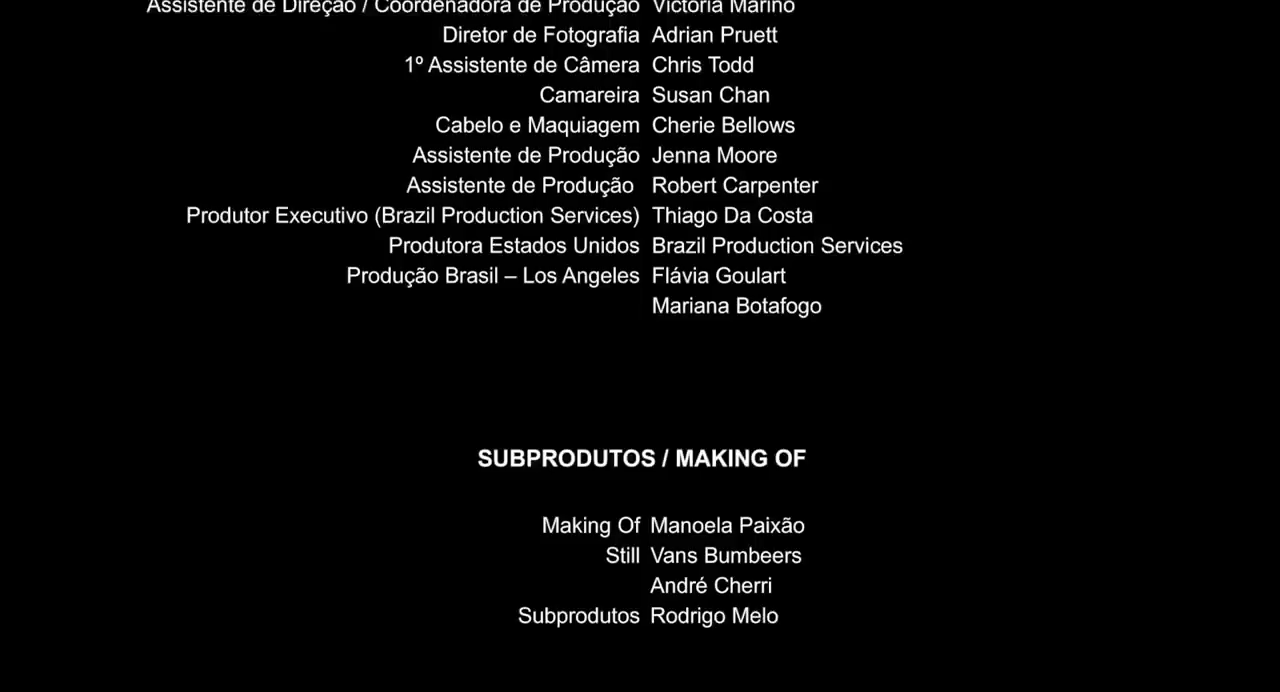 Assistente de Direção / Coordenadora de Produção Victoria Marino
Diretor de Fotografia Adrian Pruett
1º Assistente de Câmera Chris Todd
Camareira Susan Chan
Cabelo e Maquiagem Cherie Bellows
Assistente de Produção Jenna Moore
Assistente de Produção Robert Carpenter
Produtor Executivo (Brazil Production Services) Thiago Da Costa
Produtora Estados Unidos Brazil Production Services
Produção Brasil – Los Angeles Flávia Goulart
Mariana Botafogo
SUBPRODUTOS / MAKING OF
Making Of Manoela Paixão
Still Vans Bumbeers
André Cherri
Subprodutos Rodrigo Melo